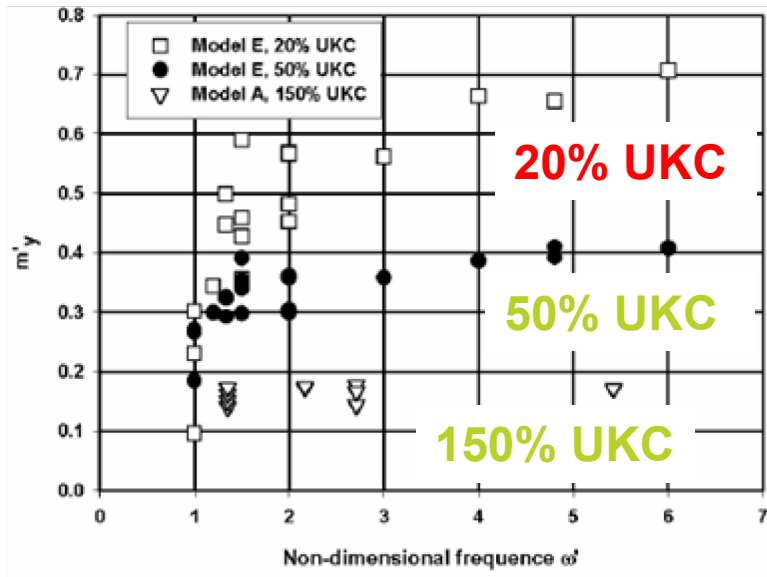 0.8
Model E, 20% UKC
Model E, 50% UKC
Model A, 150% UKC
0.7
0.6
20% UKC
0.5
m'y
0.4
50% UKC
0.3
0.2
150% UKC
0.1
0.0
0 1 2 3 4 5 6 7
Non-dimensional frequence ω'